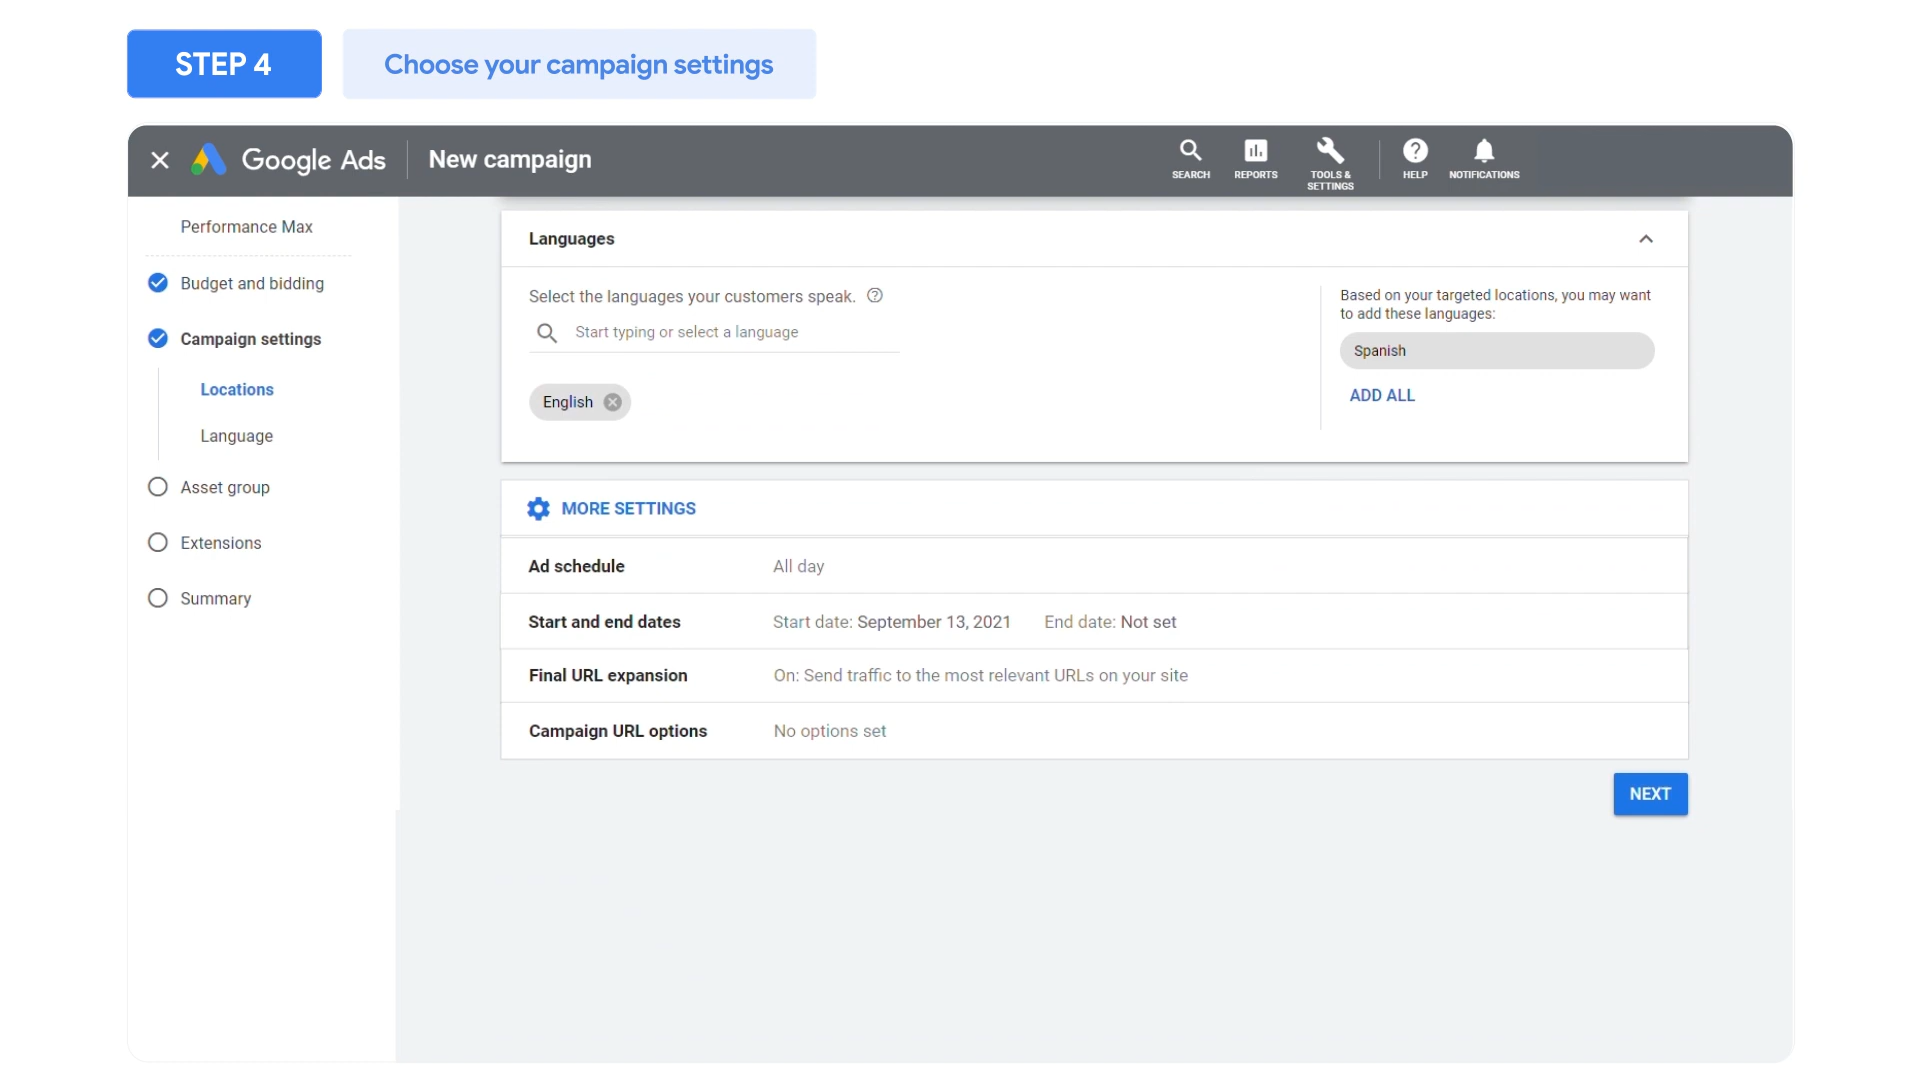 STEP 4
Choose your campaign settings
Google Ads
New campaign
SEARCH
REPORTS
TOOLS &
SETTINGS
HELP
NOTIFICATIONS
Performance Max
Budget and bidding
Campaign settings
Locations
Language
Asset group
Extensions
Summary
Languages
Select the languages your customers speak.
Start typing or select a language
English
Based on your targeted locations, you may want
to add these languages:
Spanish
ADD ALL
MORE SETTINGS
Ad schedule All day
Start and end dates Start date: September 13, 2021 End date: Not set
Final URL expansion On: Send traffic to the most relevant URLs on your site
Campaign URL options No options set
NEXT